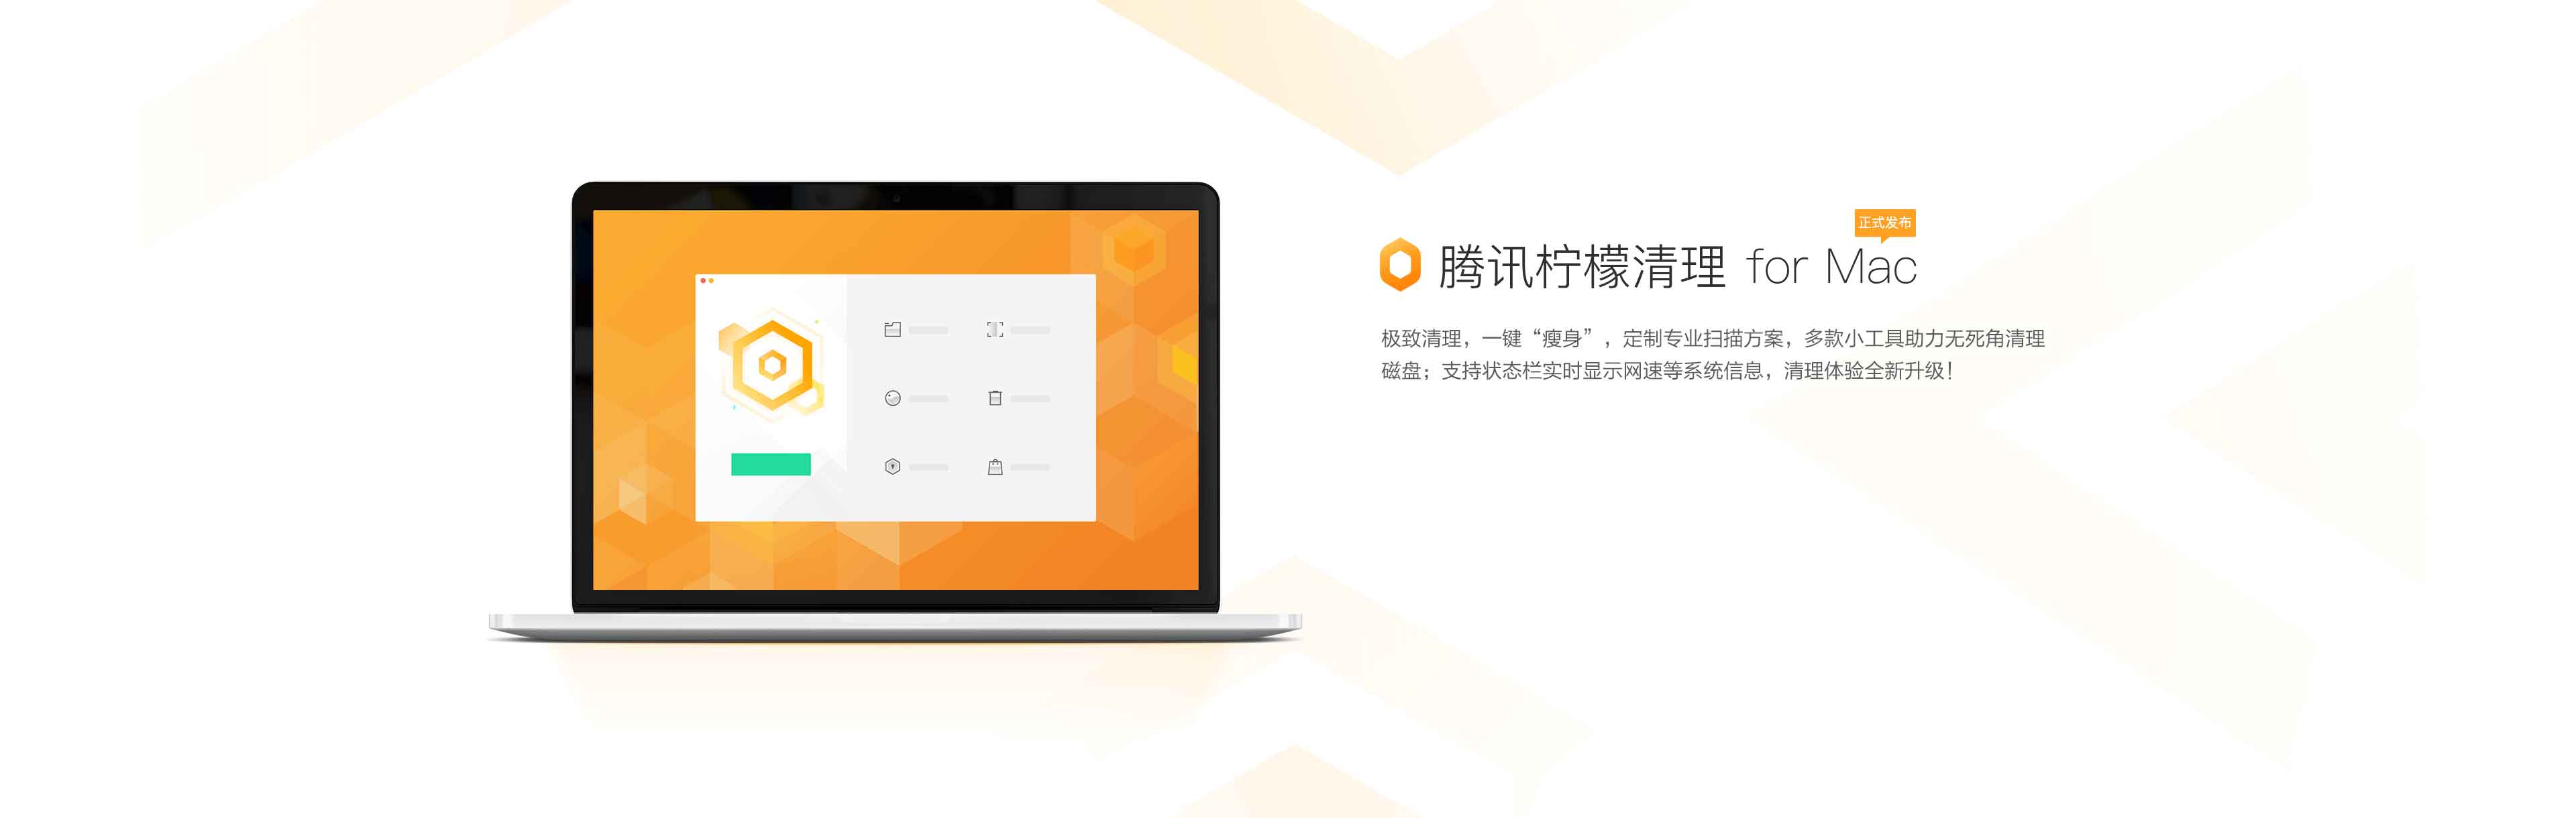 正式发布
腾讯柠檬清理 for Mac
极致清理，一键“瘦身”，定制专业扫描方案，多款小工具助力无死角清理
磁盘；支持状态栏实时显示网速等系统信息，清理体验全新升级！